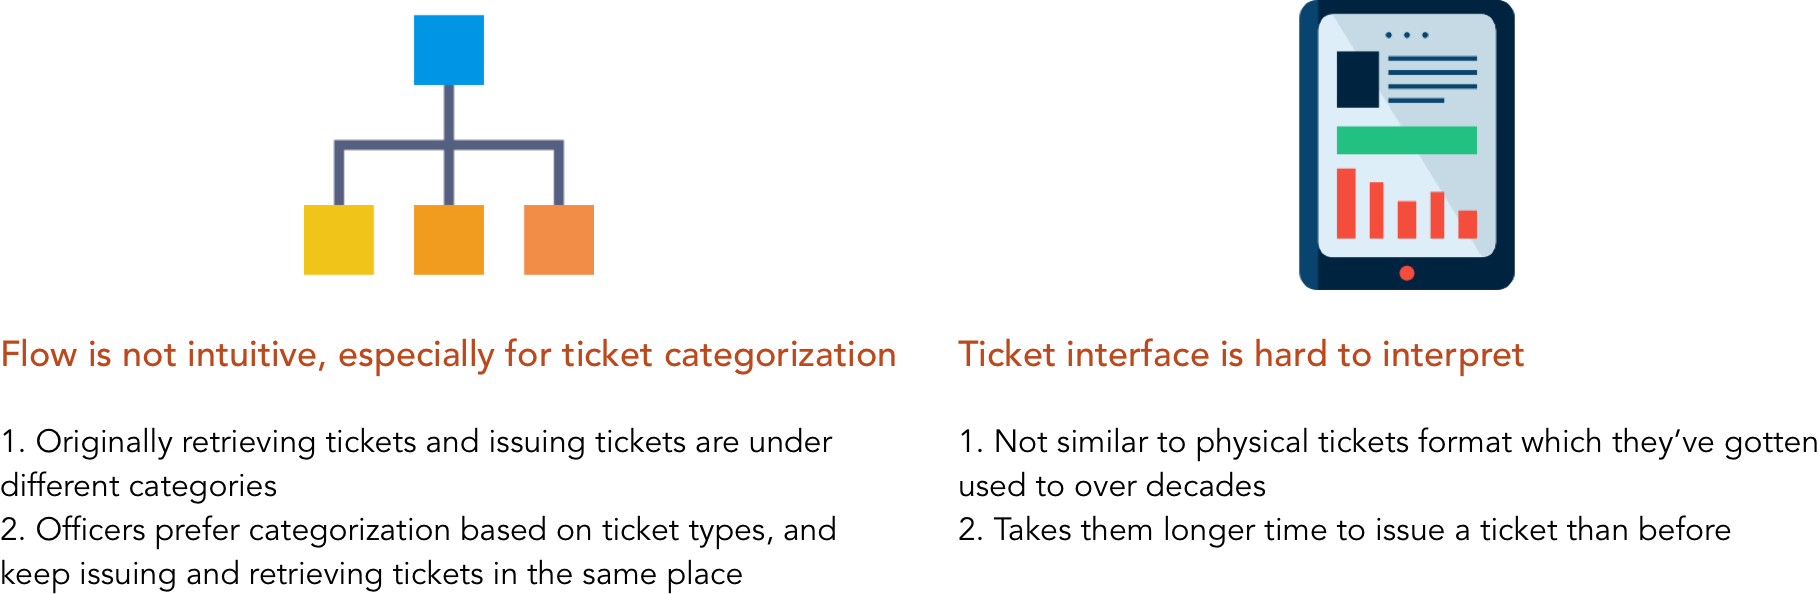 Flow is not intuitive, especially for ticket categorization
1. Originally retrieving tickets and issuing tickets are under
different categories
2. Officers prefer categorization based on ticket types, and
keep issuing and retrieving tickets in the same place
Ticket interface is hard to interpret
1. Not similar to physical tickets format which they’ve gotten
used to over decades
2. Takes them longer time to issue a ticket than before